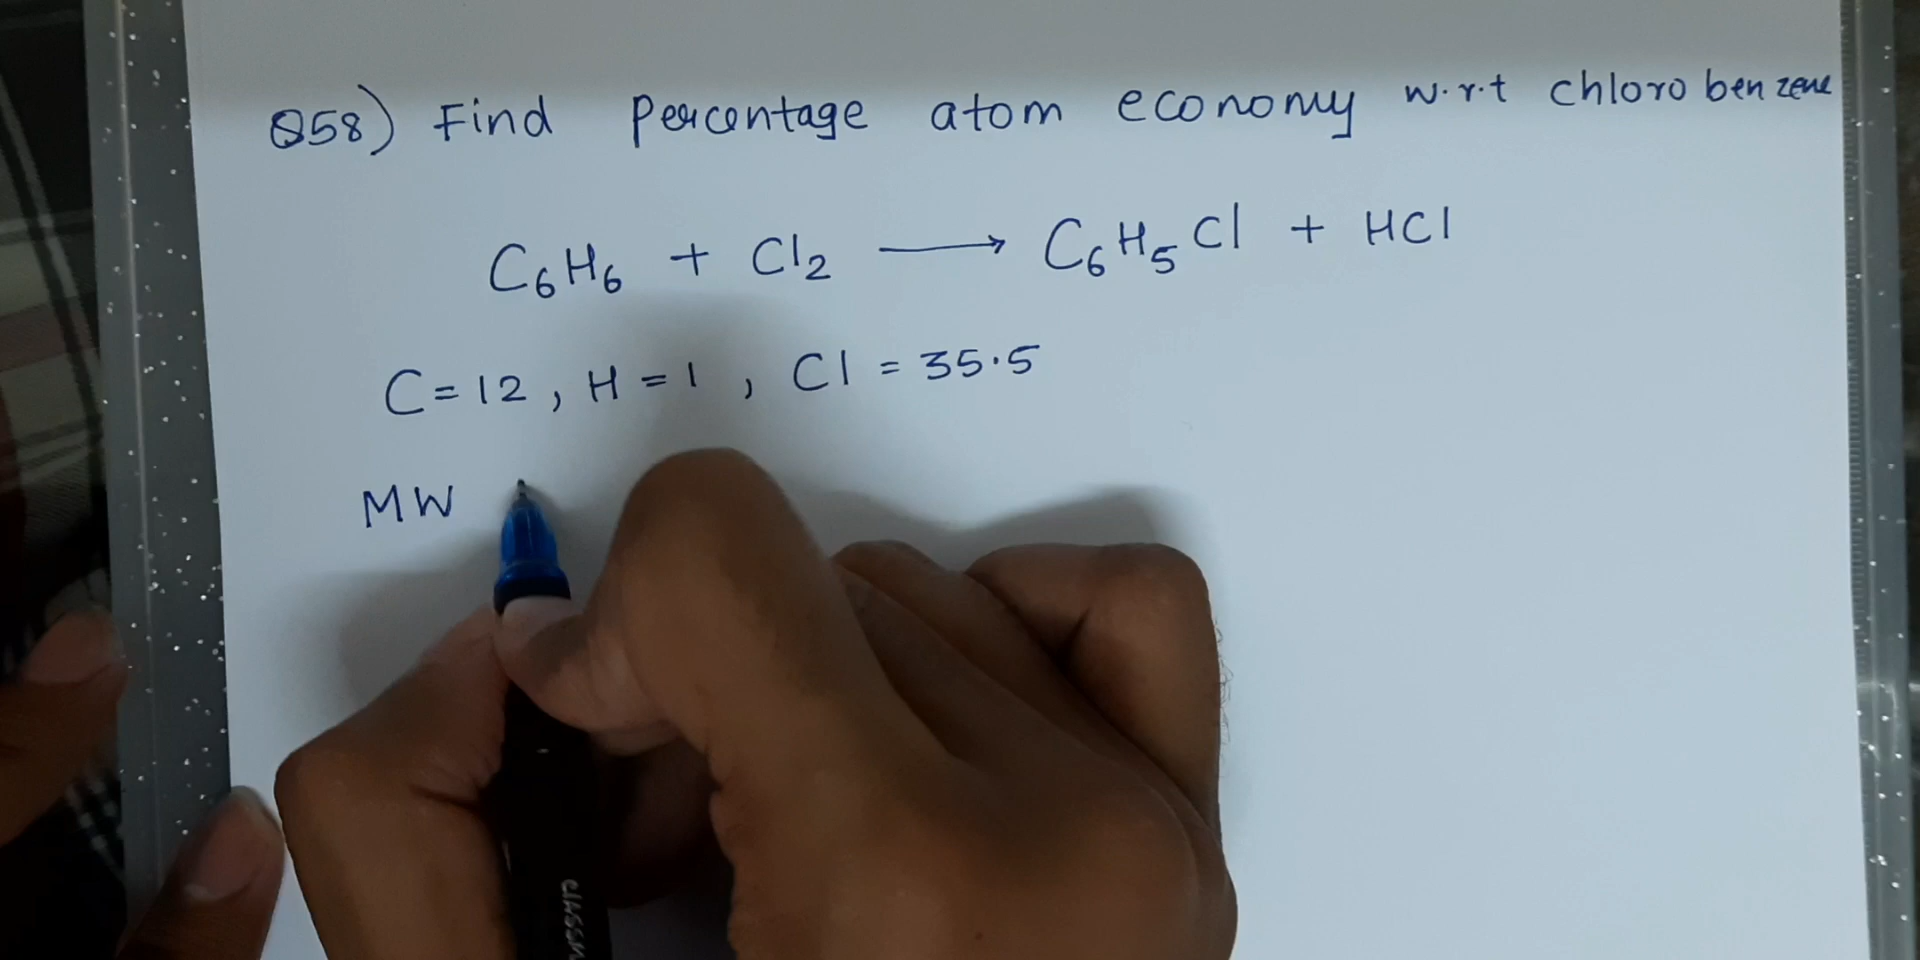 Q58) Find Percentage atom economy w.r.t chlorobenzene
C6H6 + Cl2 ⟶ C6H5Cl + HCl
C=12, H=1, Cl = 35.5
MW